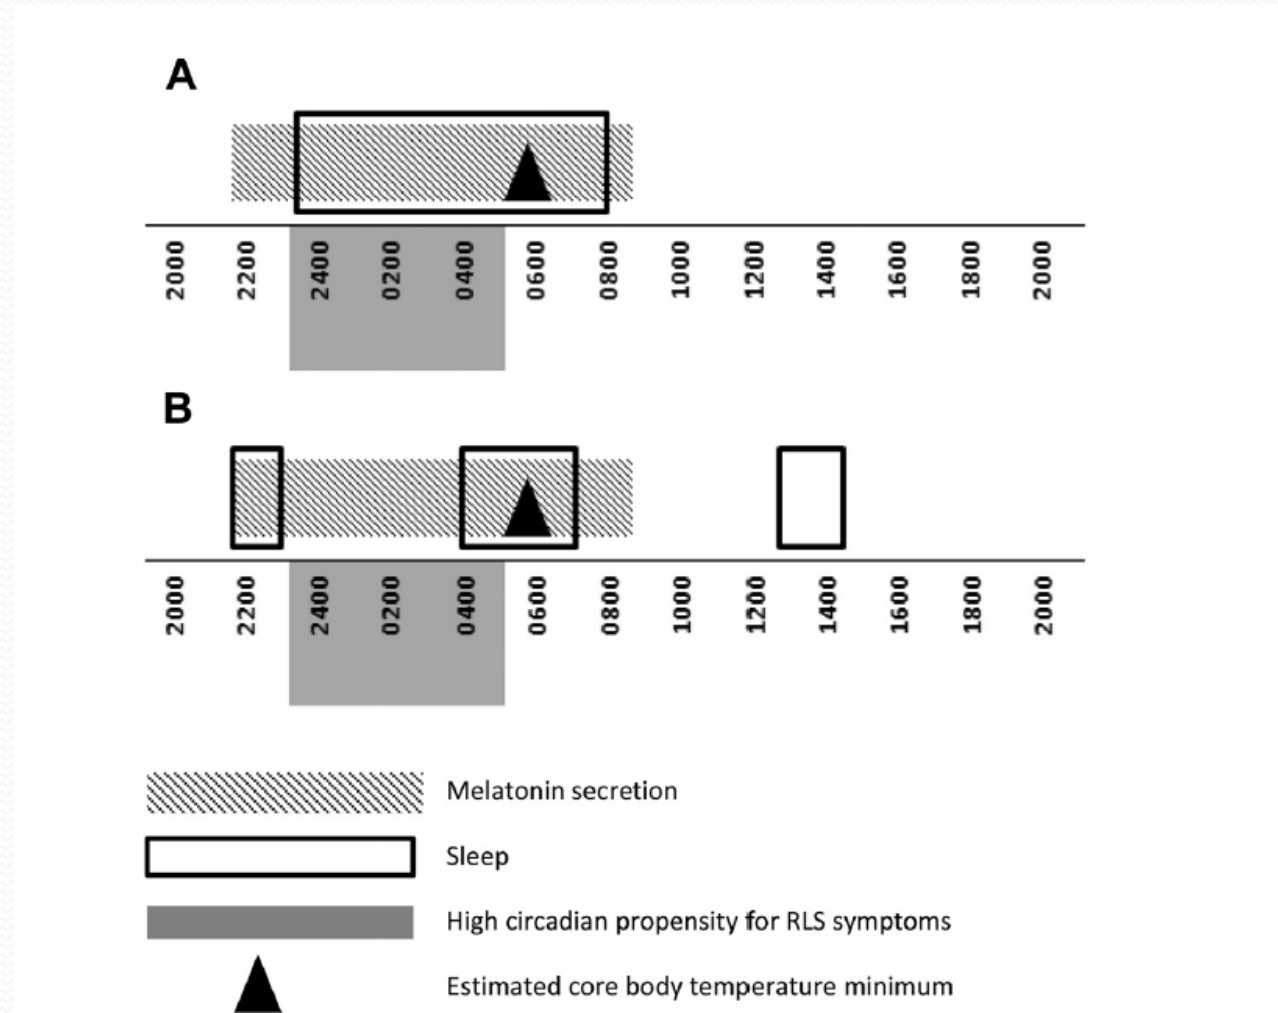 A
2000 2200 2400 0200 0400 0600 0800 1000 1200 1400 1600 1800 2000
B
2000 2200 2400 0200 0400 0600 0800 1000 1200 1400 1600 1800 2000
Melatonin secretion
Sleep
High circadian propensity for RLS symptoms
Estimated core body temperature minimum